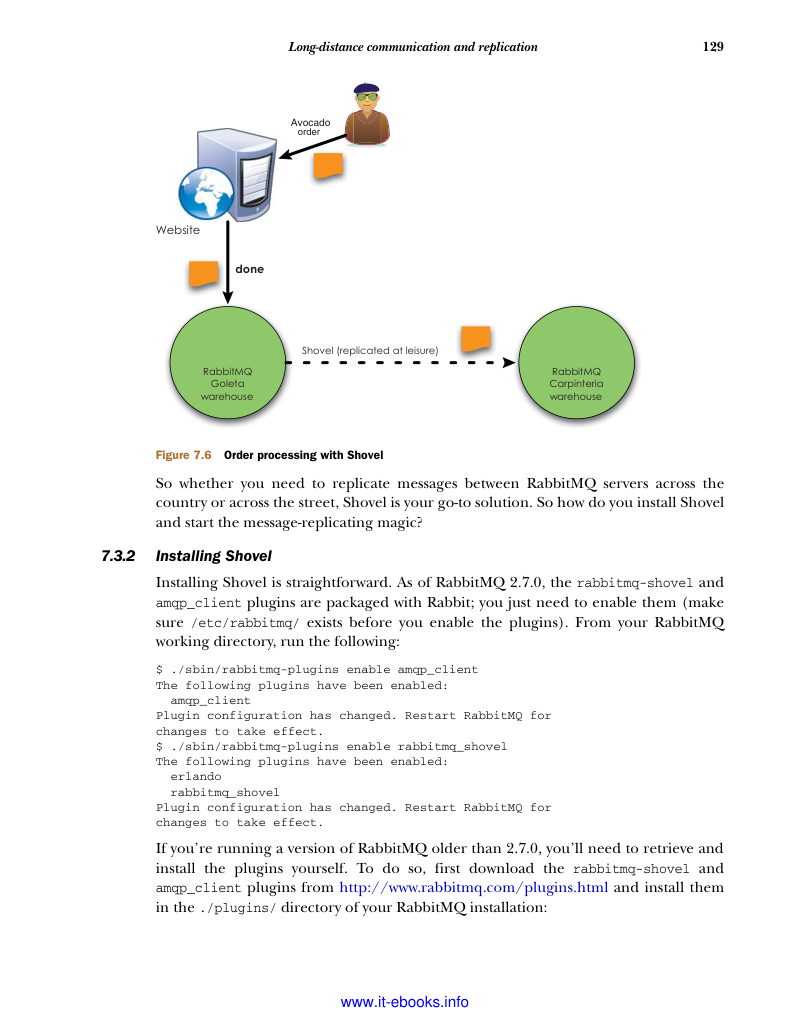 Long-distance communication and replication 129
Avocado
order
Website
done
Shovel (replicated at leisure)
RabbitMQ
Goleta
warehouse
RabbitMQ
Carpinteria
warehouse
Figure 7.6 Order processing with Shovel
So whether you need to replicate messages between RabbitMQ servers across the
country or across the street, Shovel is your go-to solution. So how do you install Shovel
and start the message-replicating magic?
7.3.2 Installing Shovel
Installing Shovel is straightforward. As of RabbitMQ 2.7.0, the rabbitmq-shovel and
amqp_client plugins are packaged with Rabbit; you just need to enable them (make
sure /etc/rabbitmq/ exists before you enable the plugins). From your RabbitMQ
working directory, run the following:
$ ./sbin/rabbitmq-plugins enable amqp_client
The following plugins have been enabled:
  amqp_client
Plugin configuration has changed. Restart RabbitMQ for
changes to take effect.
$ ./sbin/rabbitmq-plugins enable rabbitmq_shovel
The following plugins have been enabled:
  erlando
  rabbitmq_shovel
Plugin configuration has changed. Restart RabbitMQ for
changes to take effect.
If you're running a version of RabbitMQ older than 2.7.0, you'll need to retrieve and
install the plugins yourself. To do so, first download the rabbitmq-shovel and
amqp_client plugins from http://www.rabbitmq.com/plugins.html and install them
in the ./plugins/ directory of your RabbitMQ installation:
www.it-ebooks.info